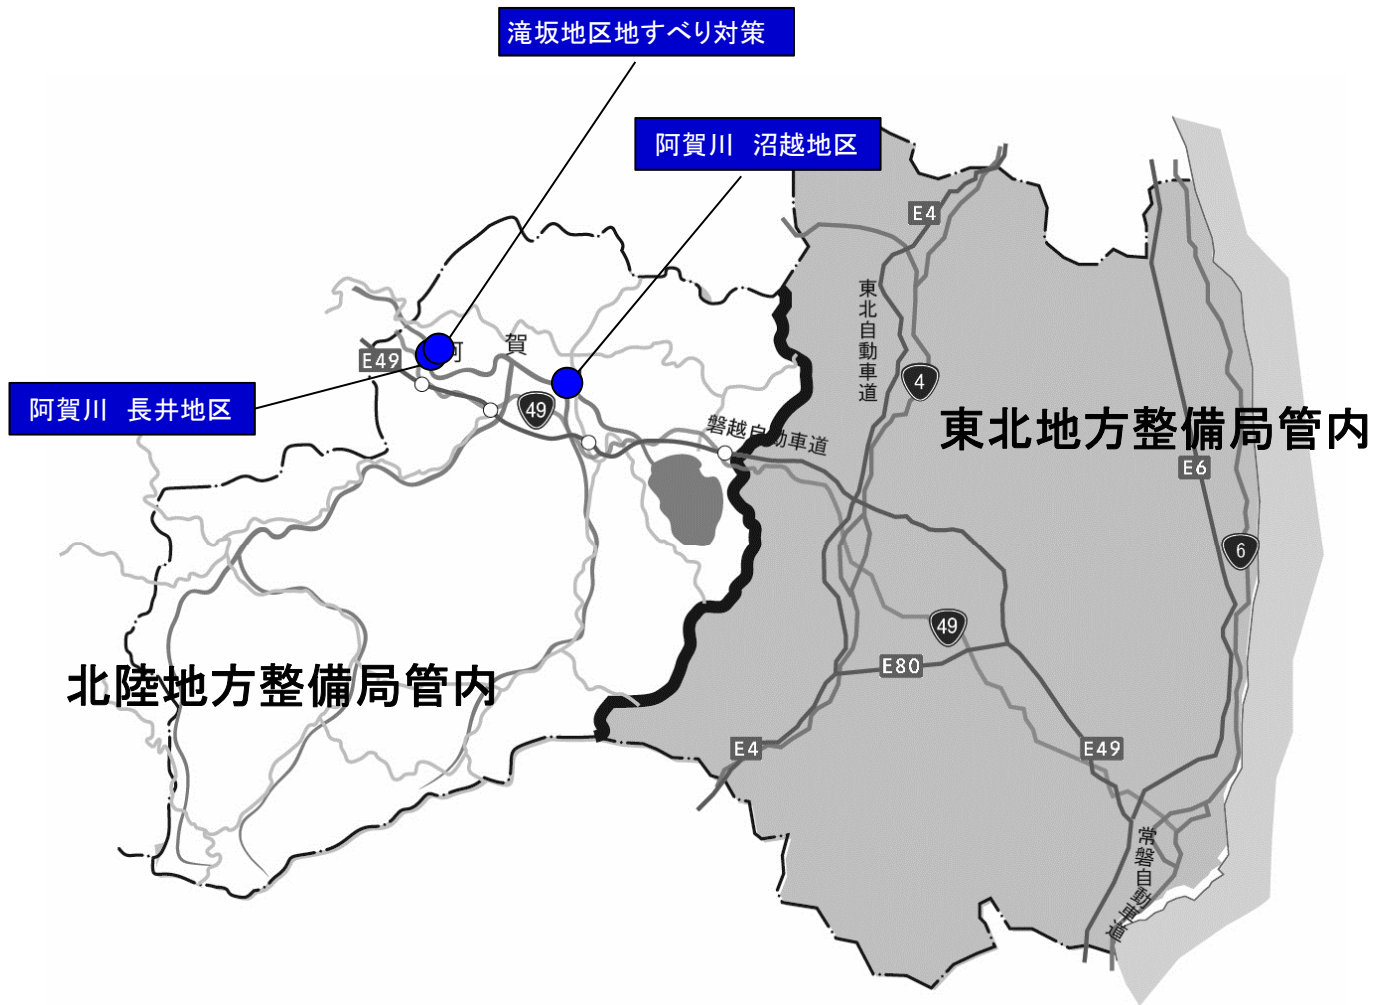 滝坂地区地すべり対策
阿賀川　沼越地区
E4
東北自動車道
賀
E49
4
阿賀川　長井地区
49
磐越自動車道
東北地方整備局管内
E6
6
49
E80
北陸地方整備局管内
E4
E49
常磐自動車道